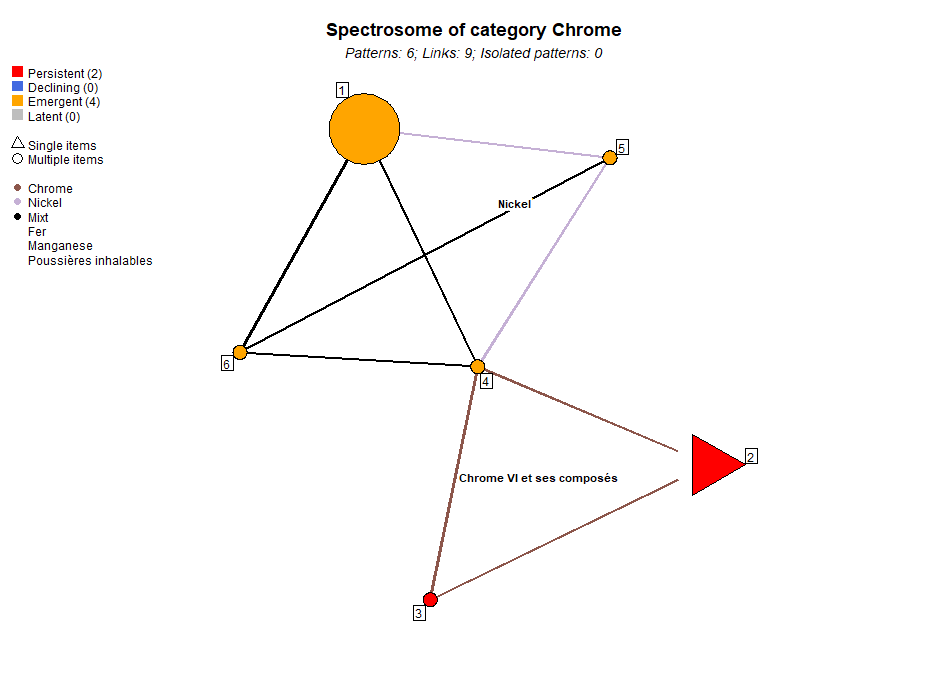 Spectrosome of category Chrome
Patterns: 6; Links: 9; Isolated patterns: 0
Persistent (2)
Declining (0)
Emergent (4)
Latent (0)
Single items
Multiple items
Chrome
Nickel
Mixt
Fer
Manganese
Poussières inhalables
1
5
Nickel
6
4
2
Chrome VI et ses composés
3